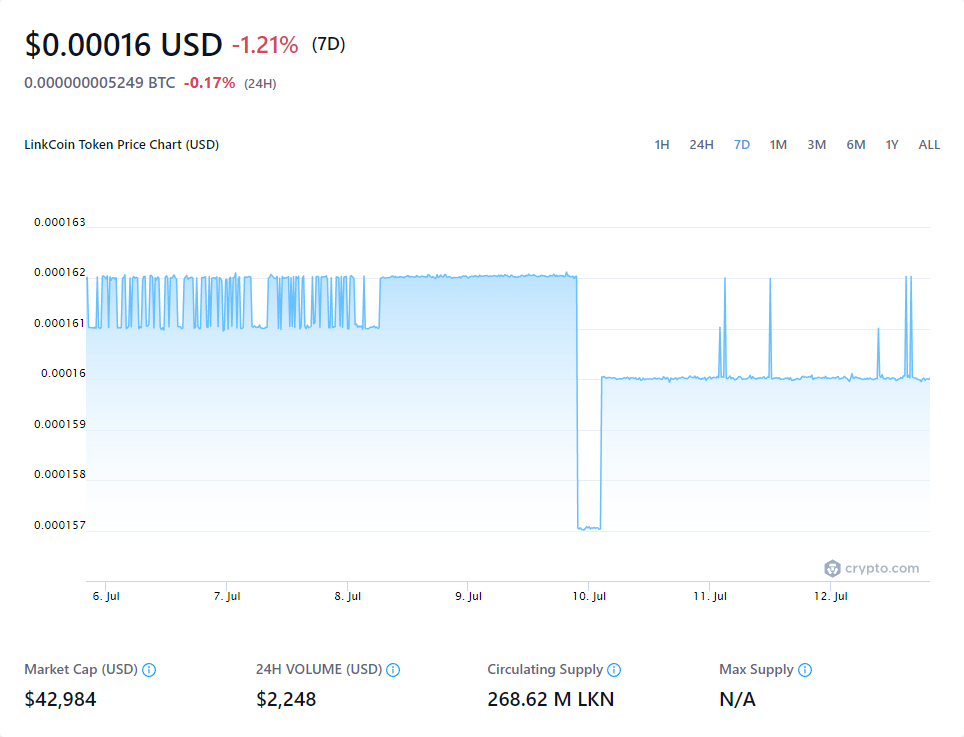 $0.00016 USD -1.21% (7D)
0.000000005249 BTC -0.17% (24H)
LinkCoin Token Price Chart (USD) 1H 24H 7D 1M 3M 6M 1Y ALL
0.000163
0.000162
0.000161
0.00016
0.000159
0.000158
0.000157
crypto.com
6. Jul 7. Jul 8. Jul 9. Jul 10. Jul 11. Jul 12. Jul
Market Cap (USD) 24H VOLUME (USD) Circulating Supply Max Supply
$42,984 $2,248 268.62 M LKN N/A